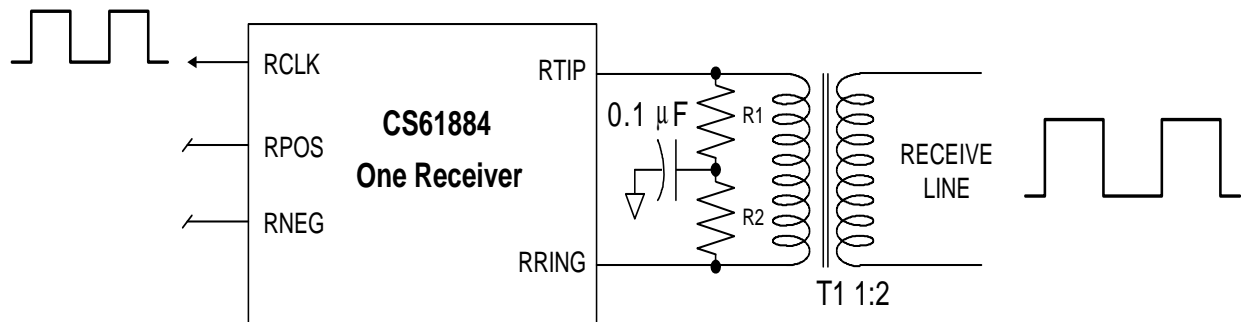 RCLK
RPOS
RNEG
CS61884
One Receiver
RTIP
RRING
0.1 μF
R1
R2
T1 1:2
RECEIVE
LINE